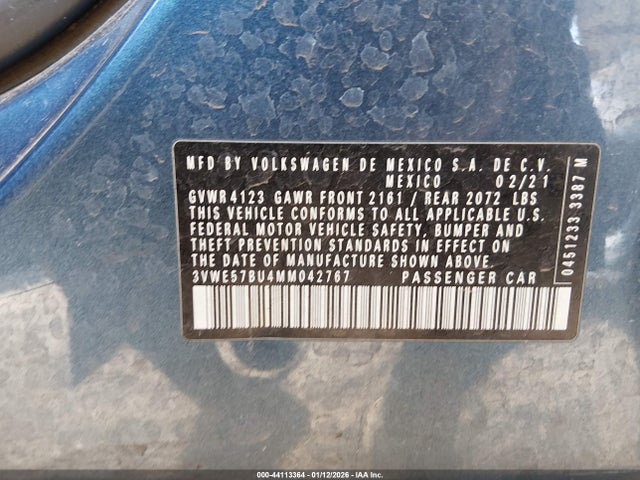 MFD BY VOLKSWAGEN DE MEXICO S.A. DE C.V.
MEXICO 02/21
GVWR 4123 GAWR FRONT 2161 / REAR 2072 LBS
THIS VEHICLE CONFORMS TO ALL APPLICABLE U.S.
FEDERAL MOTOR VEHICLE SAFETY, BUMPER AND
THEFT PREVENTION STANDARDS IN EFFECT ON
THE DATE OF MANUFACTURE SHOWN ABOVE.
3VWE57BU4MM042767 PASSENGER CAR
0451233 3387 M
000-44113364 - 01/12/2026 - IAAI Inc.